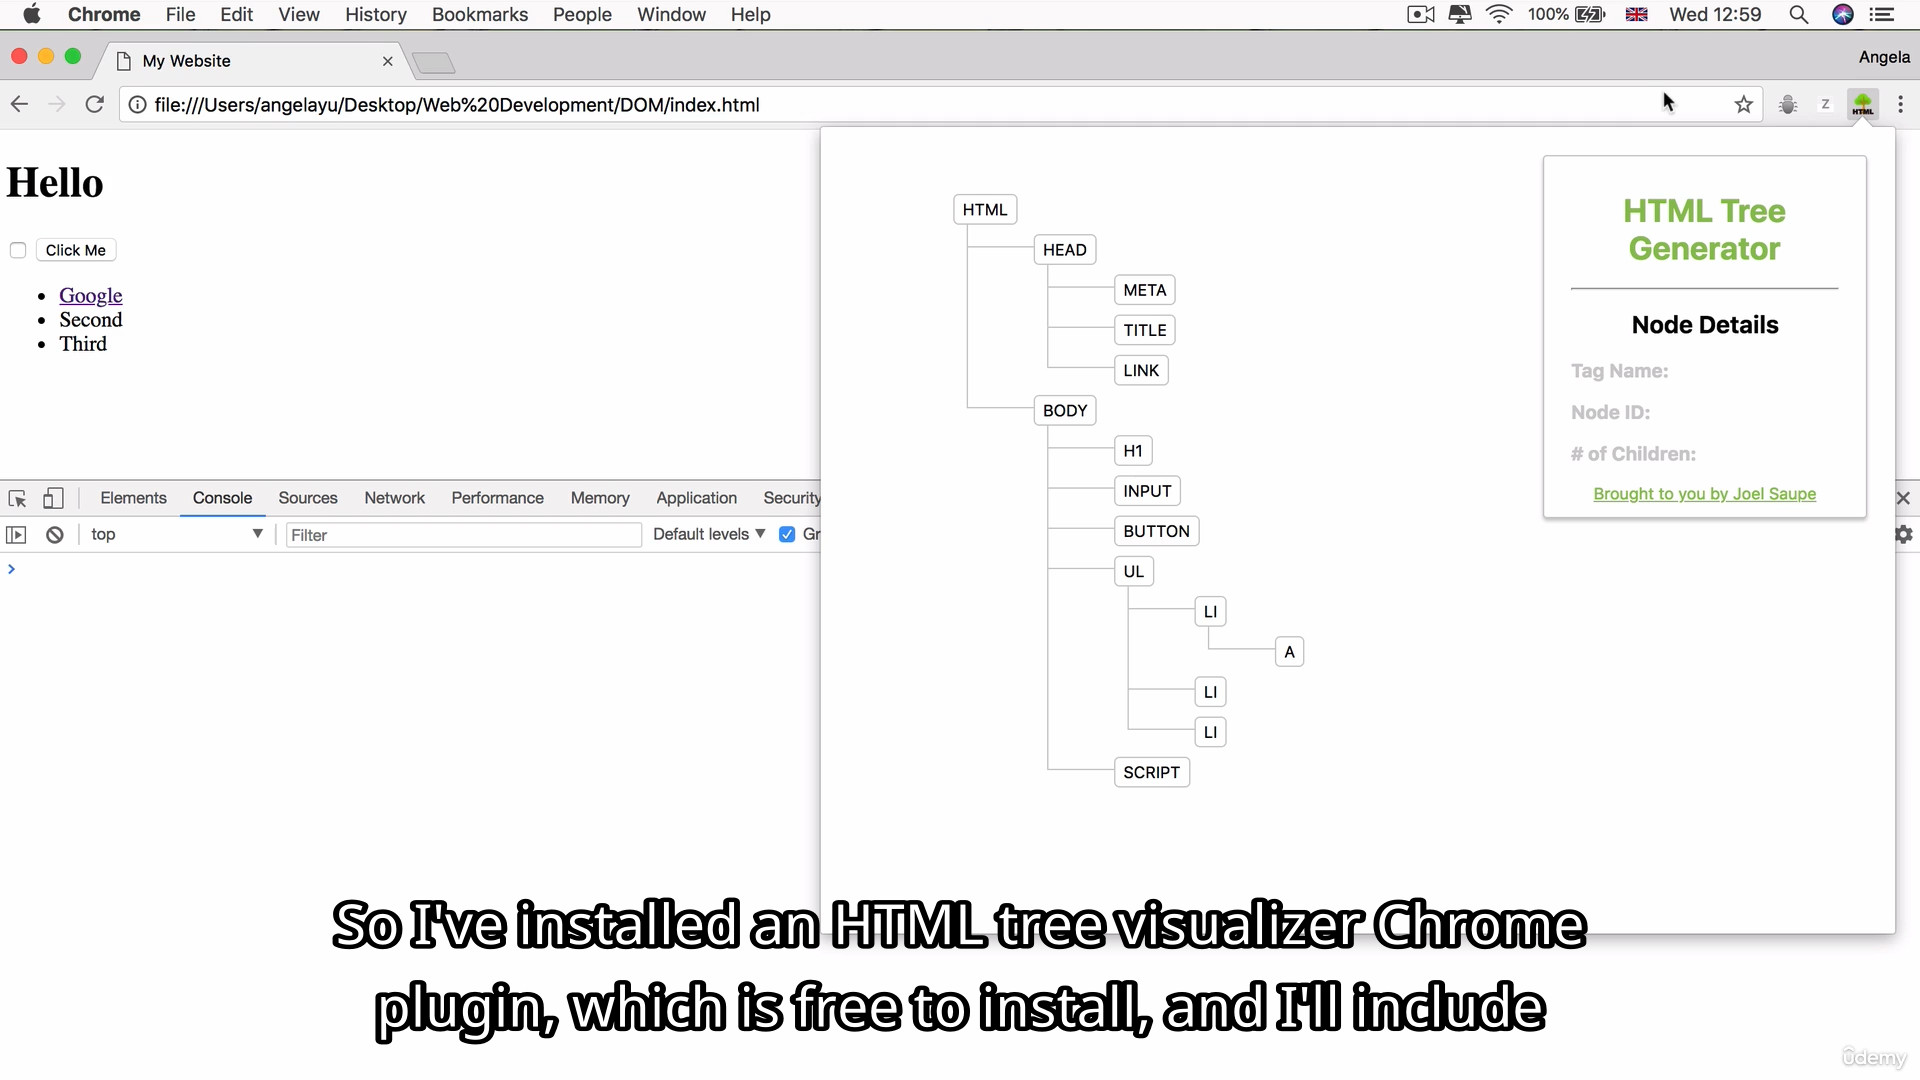 Chrome File Edit View History Bookmarks People Window Help 100% Wed 12:59
My Website Angela
file:///Users/angelayu/Desktop/Web%20Development/DOM/index.html Z HTML
Hello
Click Me
Google
Second
Third
HTML
HEAD
META
TITLE
LINK
BODY
H1
INPUT
BUTTON
UL
LI
A
LI
LI
SCRIPT
HTML Tree
Generator
Node Details
Tag Name:
Node ID:
# of Children:
Brought to you by Joel Saupe
Elements Console Sources Network Performance Memory Application Security
top Filter Default levels Gr
So I've installed an HTML tree visualizer Chrome
plugin, which is free to install, and I'll include
ûdemy